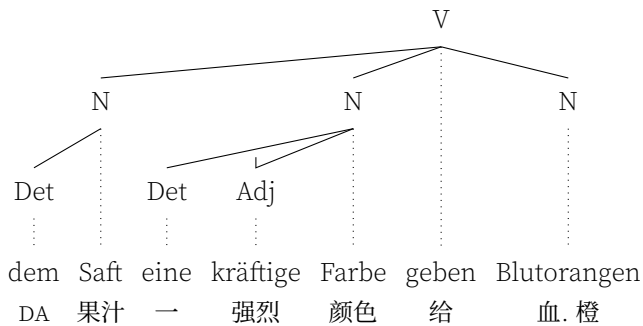 V
N N N
Det Det Adj
dem Saft eine kräftige Farbe geben Blutorangen
DA 果汁 一 强烈 颜色 给 血. 橙